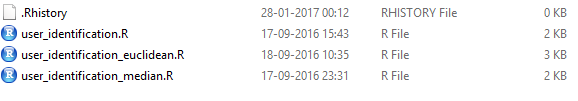 .Rhistory 28-01-2017 00:12 RHISTORY File 0 KB
user_identification.R 17-09-2016 15:43 R File 2 KB
user_identification_euclidean.R 18-09-2016 10:35 R File 3 KB
user_identification_median.R 17-09-2016 23:31 R File 2 KB